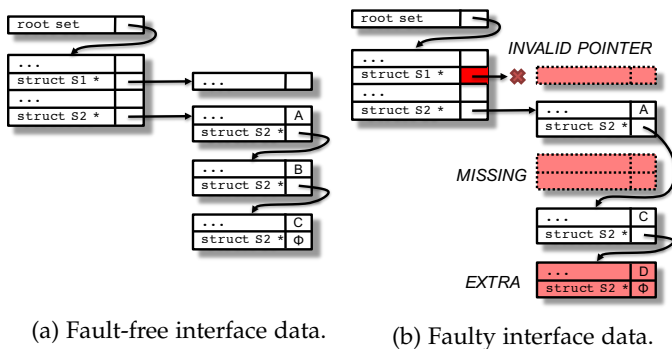 root set
...
struct S1 *
...
struct S2 *
...
...
A
struct S2 *
...
B
struct S2 *
...
C
struct S2 *
Φ
(a) Fault-free interface data.
root set
INVALID POINTER
...
struct S1 *
...
struct S2 *
...
A
struct S2 *
MISSING
...
C
struct S2 *
EXTRA
...
D
struct S2 *
Φ
(b) Faulty interface data.